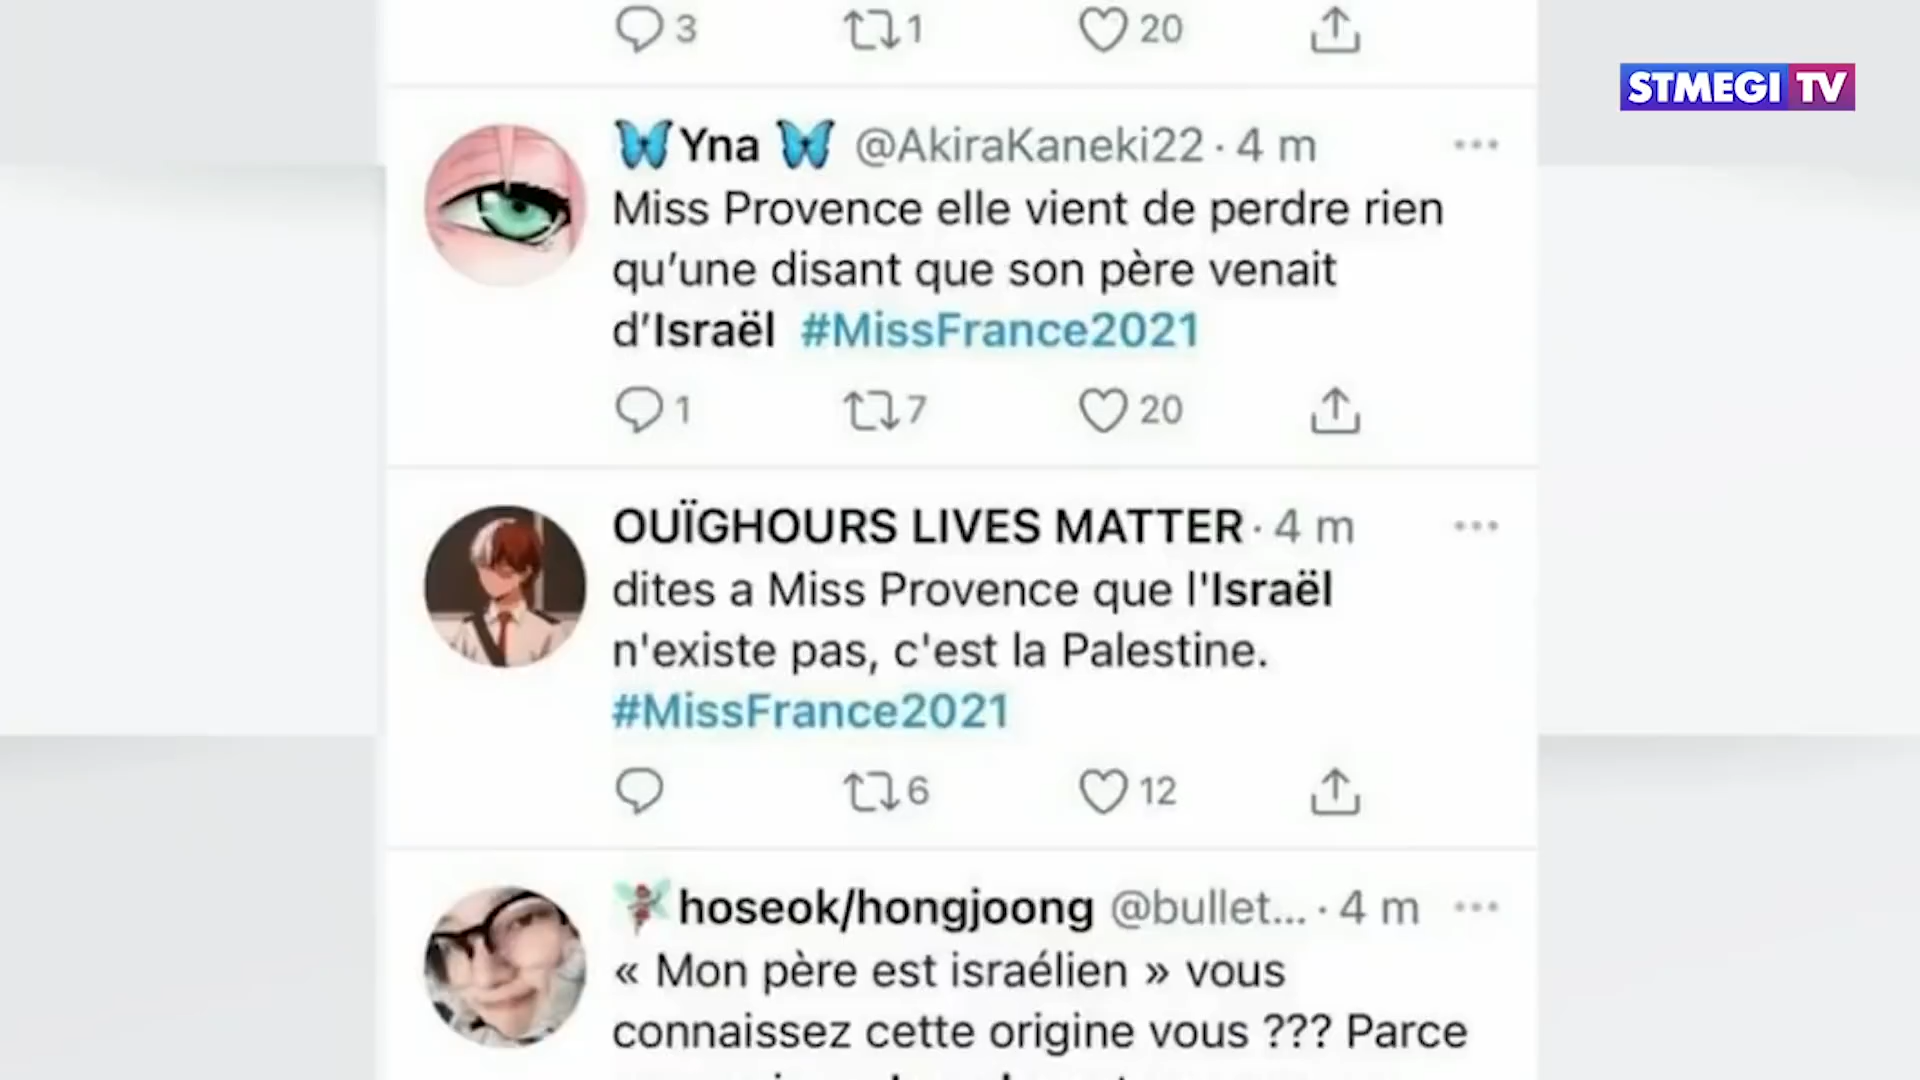 3 1 20
STMEGI TV
Yna @AkiraKaneki22 · 4 m
Miss Provence elle vient de perdre rien
qu’une disant que son père venait
d’Israël #MissFrance2021
1 7 20
OUÏGHOURS LIVES MATTER · 4 m
dites a Miss Provence que l'Israël
n'existe pas, c'est la Palestine.
#MissFrance2021
6 12
hoseok/hongjoong @bullet... · 4 m
« Mon père est israélien » vous
connaissez cette origine vous ??? Parce